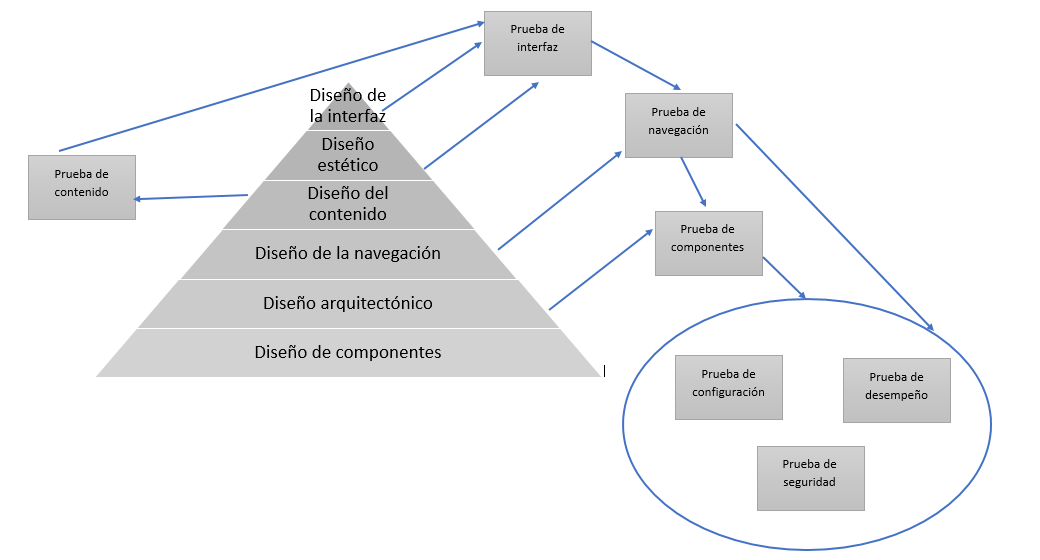 Prueba de
interfaz
Diseño de
la interfaz
Prueba de
navegación
Diseño
estético
Prueba de
contenido
Diseño del
contenido
Prueba de
componentes
Diseño de la navegación
Diseño arquitectónico
Diseño de componentes
Prueba de
configuración
Prueba de
desempeño
Prueba de
seguridad